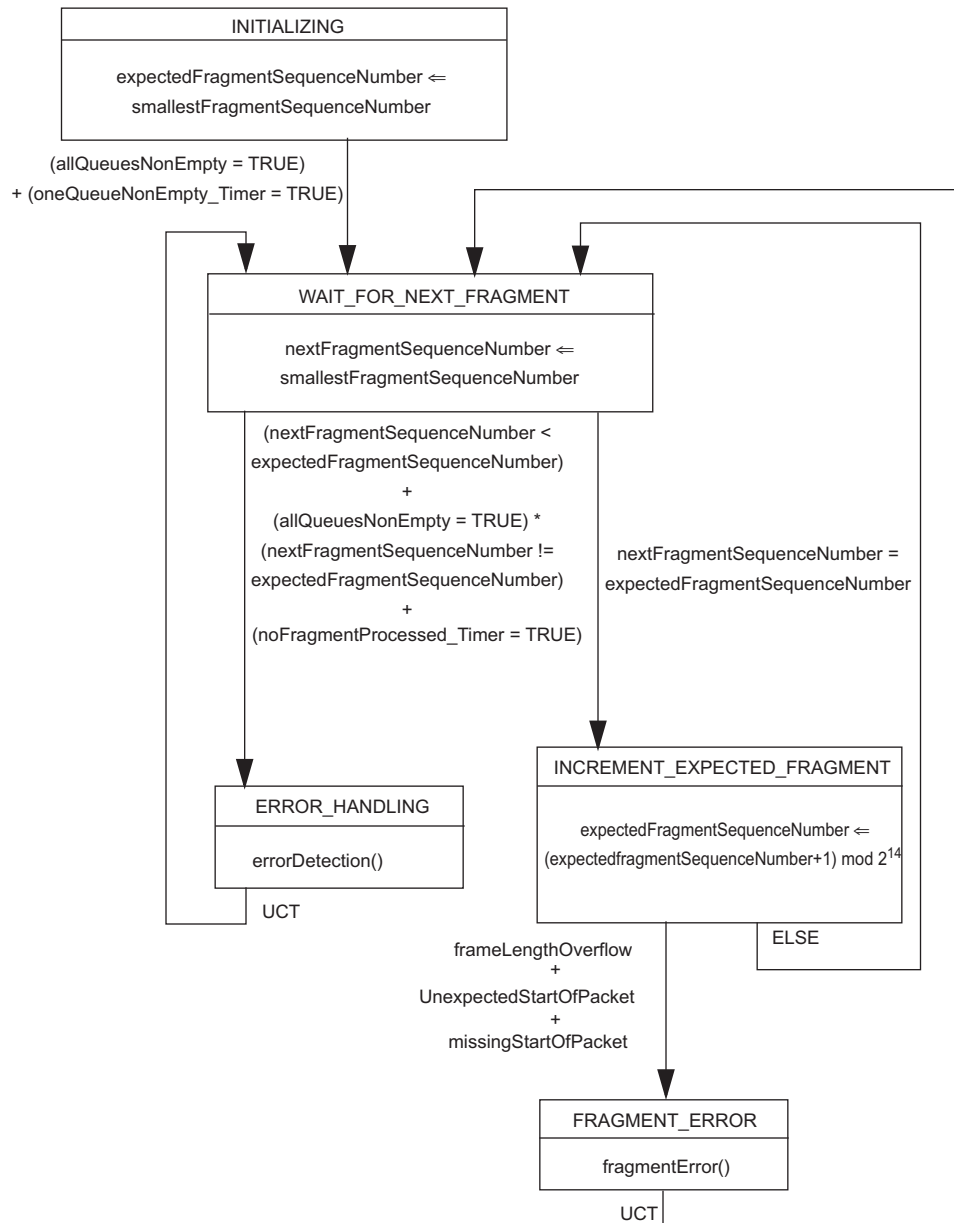 INITIALIZING
expectedFragmentSequenceNumber ⇐
smallestFragmentSequenceNumber
(allQueuesNonEmpty = TRUE)
+ (oneQueueNonEmpty_Timer = TRUE)
WAIT_FOR_NEXT_FRAGMENT
nextFragmentSequenceNumber ⇐
smallestFragmentSequenceNumber
(nextFragmentSequenceNumber <
expectedFragmentSequenceNumber)
+
(allQueuesNonEmpty = TRUE) *
(nextFragmentSequenceNumber !=
expectedFragmentSequenceNumber)
+
(noFragmentProcessed_Timer = TRUE)
nextFragmentSequenceNumber =
expectedFragmentSequenceNumber
ERROR_HANDLING
errorDetection()
UCT
INCREMENT_EXPECTED_FRAGMENT
expectedFragmentSequenceNumber ⇐
(expectedfragmentSequenceNumber+1) mod 2^14
ELSE
frameLengthOverflow
+
UnexpectedStartOfPacket
+
missingStartOfPacket
FRAGMENT_ERROR
fragmentError()
UCT